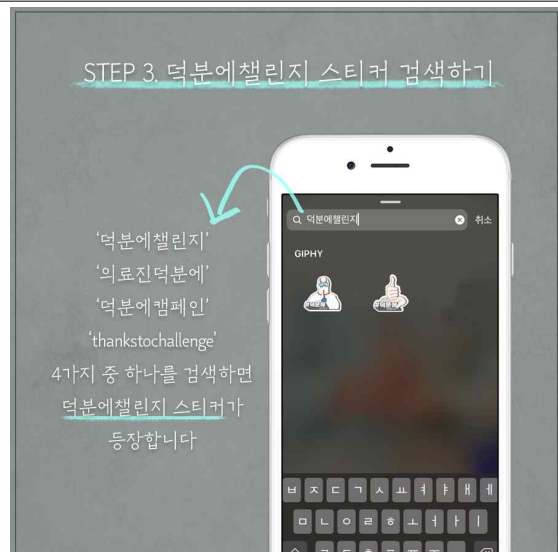 STEP 3. 덕분에챌린지 스티커 검색하기
덕분에챌린지 취소
GIPHY
'덕분에챌린지'
'의료진덕분에'
'덕분에캠페인'
'thankstochallenge'
4가지 중 하나를 검색하면
덕분에챌린지 스티커가
등장합니다
ㅂ ㅈ ㄷ ㄱ ㅅ ㅛ ㅕ ㅑ ㅐ ㅔ
ㅁ ㄴ ㅇ ㄹ ㅎ ㅗ ㅓ ㅏ ㅣ